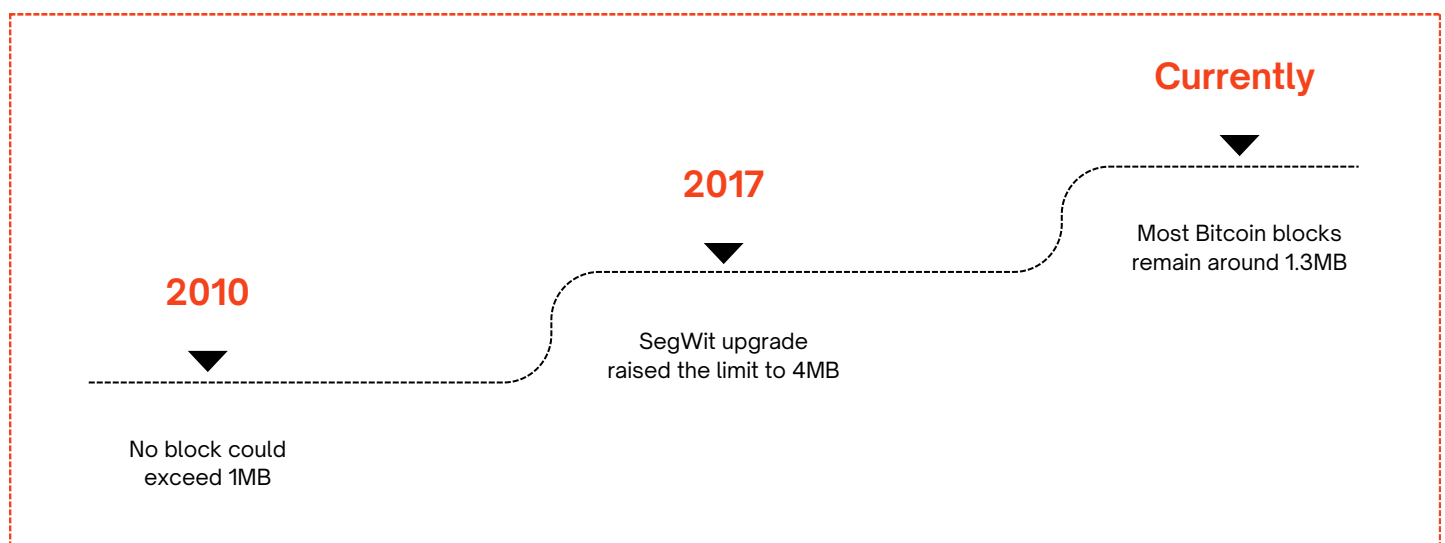 2010
No block could
exceed 1MB
2017
SegWit upgrade
raised the limit to 4MB
Currently
Most Bitcoin blocks
remain around 1.3MB